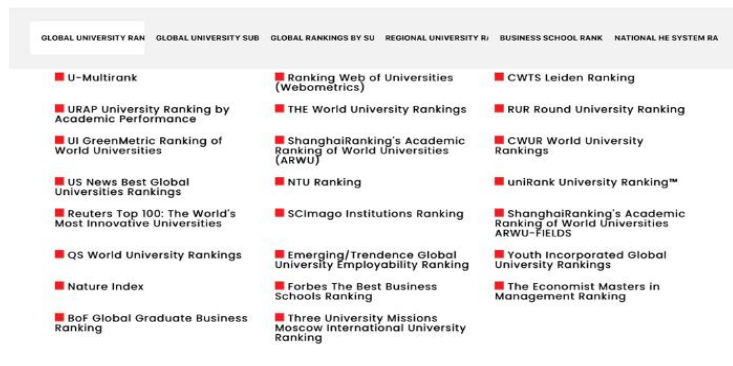 GLOBAL UNIVERSITY RAN
GLOBAL UNIVERSITY SUB
GLOBAL RANKINGS BY SU
REGIONAL UNIVERSITY R
BUSINESS SCHOOL RANK
NATIONAL HE SYSTEM RA
U-Multirank
Ranking Web of Universities
(Webometrics)
CWTS Leiden Ranking
URAP University Ranking by
Academic Performance
THE World University Rankings
RUR Round University Ranking
UI GreenMetric Ranking of
World Universities
ShanghaiRanking's Academic
Ranking of World Universities
(ARWU)
CWUR World University
Rankings
US News Best Global
Universities Rankings
NTU Ranking
uniRank University Ranking™
Reuters Top 100: The World's
Most Innovative Universities
SCImago Institutions Ranking
ShanghaiRanking's Academic
Ranking of World Universities
ARWU-FIELDS
QS World University Rankings
Emerging/Trendence Global
University Employability Ranking
Youth Incorporated Global
University Rankings
Nature Index
Forbes The Best Business
Schools Ranking
The Economist Masters in
Management Ranking
BoF Global Graduate Business
Ranking
Three University Missions
Moscow International University
Ranking